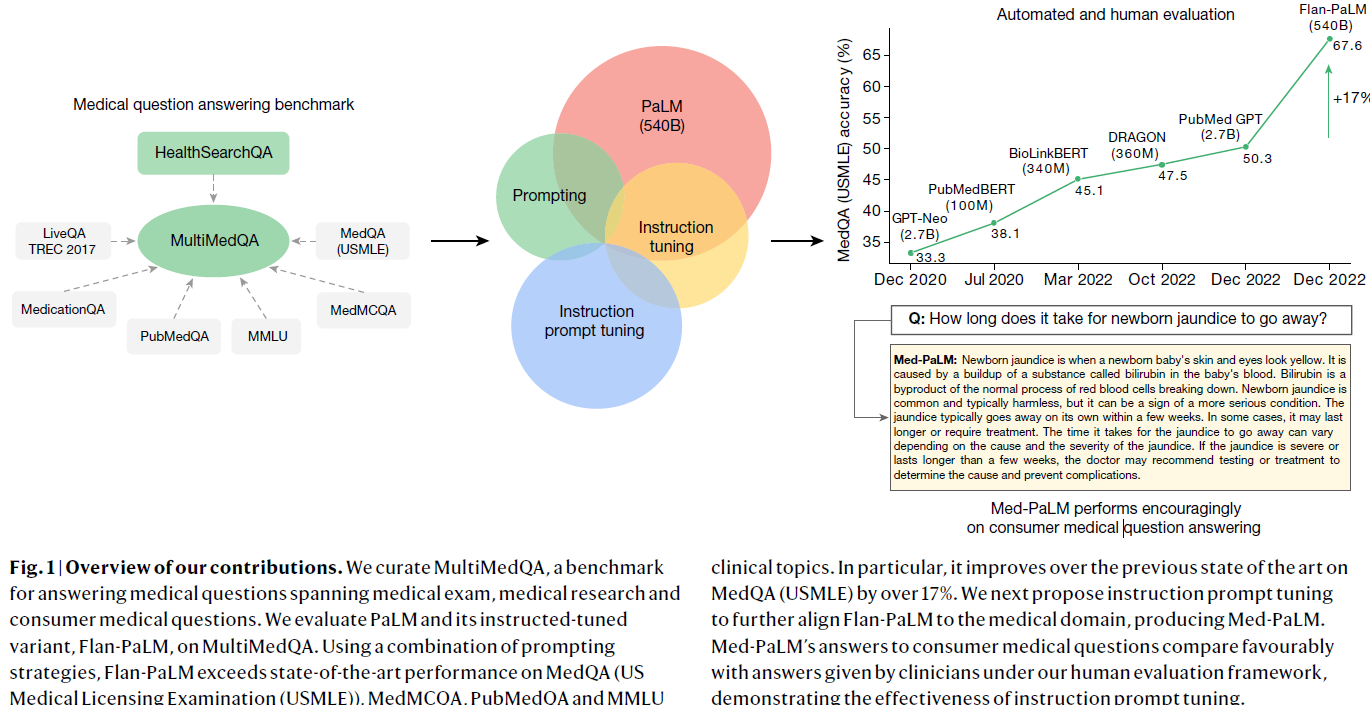 Medical question answering benchmark
HealthSearchQA
MultiMedQA
LiveQA
TREC 2017
MedQA
(USMLE)
MedicationQA
MedMCQA
PubMedQA
MMLU
PaLM
(540B)
Prompting
Instruction
tuning
Instruction
prompt tuning
Automated and human evaluation
MedQA (USMLE) accuracy (%)
65
60
55
50
45
40
35
GPT-Neo
(2.7B)
33.3
PubMedBERT
(100M)
38.1
BioLinkBERT
(340M)
45.1
DRAGON
(360M)
47.5
PubMed GPT
(2.7B)
50.3
Flan-PaLM
(540B)
67.6
+17%
Dec 2020 Jul 2020 Mar 2022 Oct 2022 Dec 2022 Dec 2022
Q: How long does it take for newborn jaundice to go away?
Med-PaLM: Newborn jaundice is when a newborn baby's skin and eyes look yellow. It is
caused by a buildup of a substance called bilirubin in the baby's blood. Bilirubin is a
byproduct of the normal process of red blood cells breaking down. Newborn jaundice is
common and typically harmless, but it can be a sign of a more serious condition. The
jaundice typically goes away on its own within a few weeks. In some cases, it may last
longer or require treatment. The time it takes for the jaundice to go away can vary
depending on the cause and the severity of the jaundice. If the jaundice is severe or
lasts longer than a few weeks, the doctor may recommend testing or treatment to
determine the cause and prevent complications.
Med-PaLM performs encouragingly
on consumer medical question answering
Fig. 1 | Overview of our contributions. We curate MultiMedQA, a benchmark
for answering medical questions spanning medical exam, medical research and
consumer medical questions. We evaluate PaLM and its instructed-tuned
variant, Flan-PaLM, on MultiMedQA. Using a combination of prompting
strategies, Flan-PaLM exceeds state-of-the-art performance on MedQA (US
Medical Licensing Examination (USMLE)), MedMCQA, PubMedQA and MMLU
clinical topics. In particular, it improves over the previous state of the art on
MedQA (USMLE) by over 17%. We next propose instruction prompt tuning
to further align Flan-PaLM to the medical domain, producing Med-PaLM.
Med-PaLM's answers to consumer medical questions compare favourably
with answers given by clinicians under our human evaluation framework,
demonstrating the effectiveness of instruction prompt tuning.